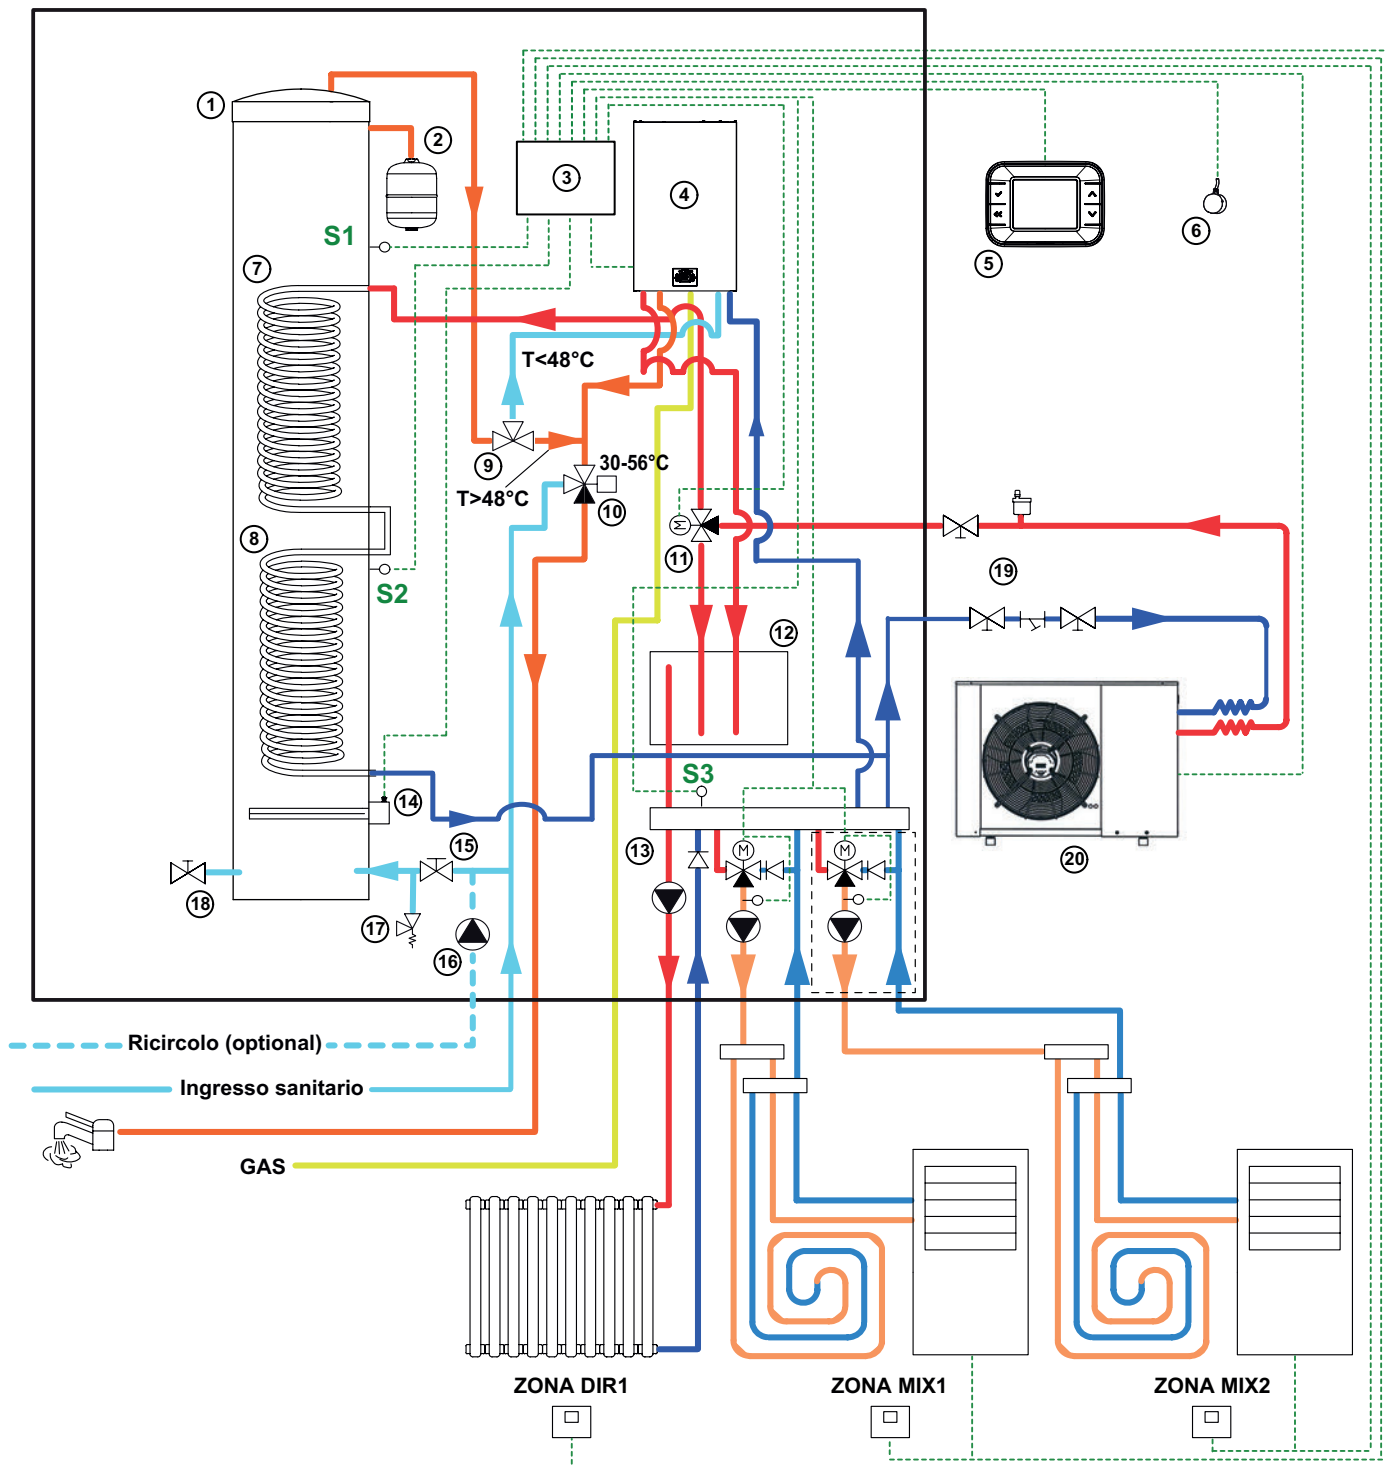 1
2
3
4
S1
5
6
7
T<48°C
9
30-56°C
T>48°C
10
8
11
19
S2
12
S3
14
13
15
20
18
17
16
M
M
M
Ricircolo (optional)
Ingresso sanitario
GAS
ZONA DIR1
ZONA MIX1
ZONA MIX2